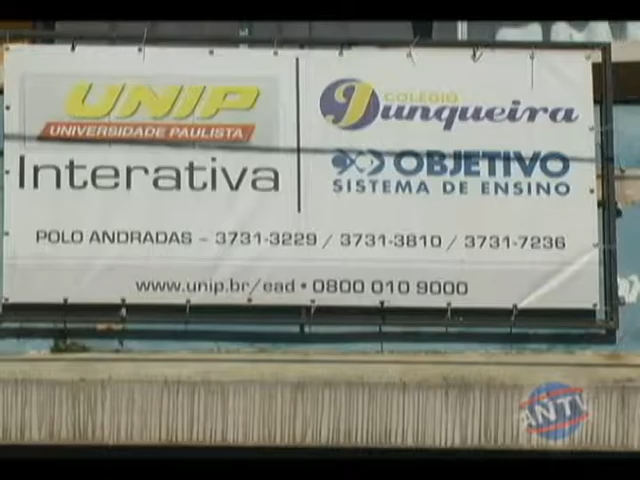 UNIP
UNIVERSIDADE PAULISTA
Interativa
COLÉGIO
Junqueira
OBJETIVO
SISTEMA DE ENSINO
POLO ANDRADAS - 3731-3229 / 3731-3810 / 3731-7236
www.unip.br/ead • 0800 010 9000
ANTV